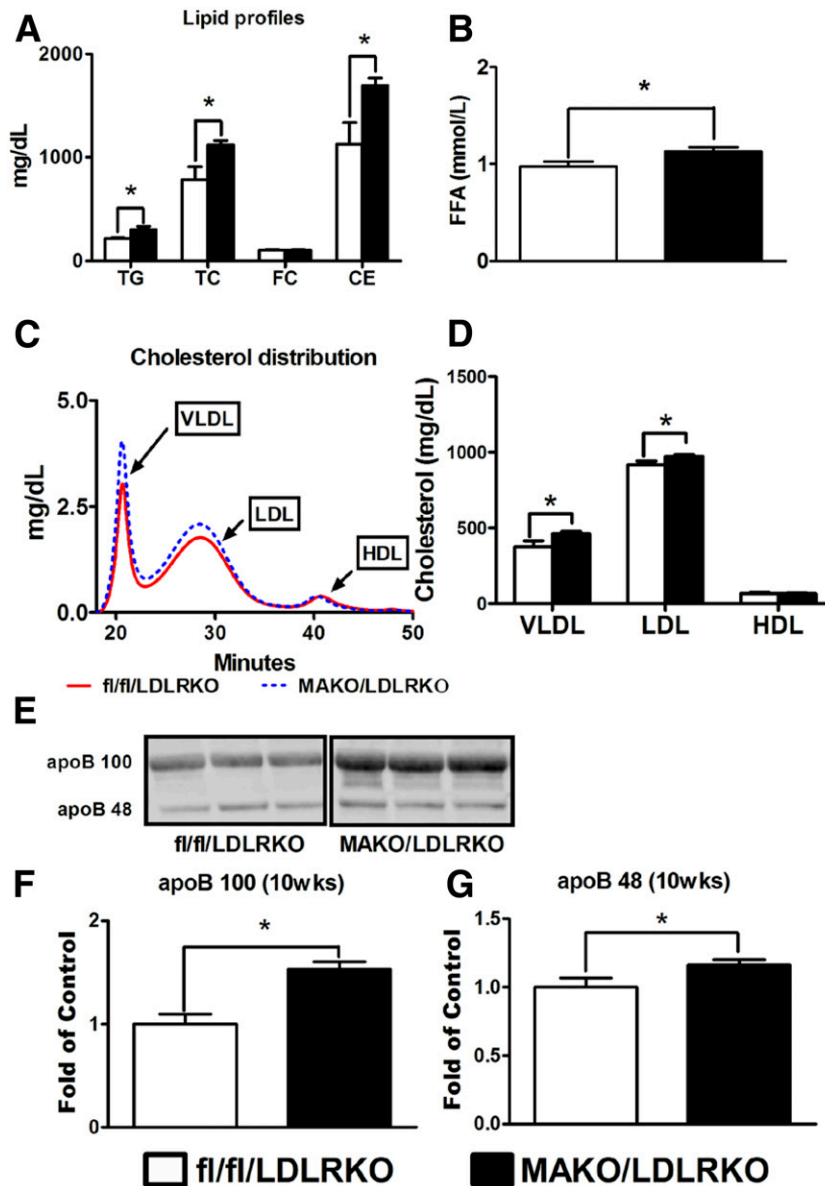 A
Lipid profiles
mg/dL
2000
1000
0
*
*
*
TG
TC
FC
CE
B
FFA (mmol/L)
2
1
0
*
C
Cholesterol distribution
mg/dL
5.0
2.5
0.0
VLDL
LDL
HDL
20
30
40
50
Minutes
fl/fl/LDLRKO
MAKO/LDLRKO
D
Cholesterol (mg/dL)
1500
1000
500
0
*
*
VLDL
LDL
HDL
E
apoB 100
apoB 48
fl/fl/LDLRKO
MAKO/LDLRKO
F
apoB 100 (10wks)
Fold of Control
2
1
0
*
G
apoB 48 (10wks)
Fold of Control
1.5
1.0
0.5
0.0
*
fl/fl/LDLRKO
MAKO/LDLRKO